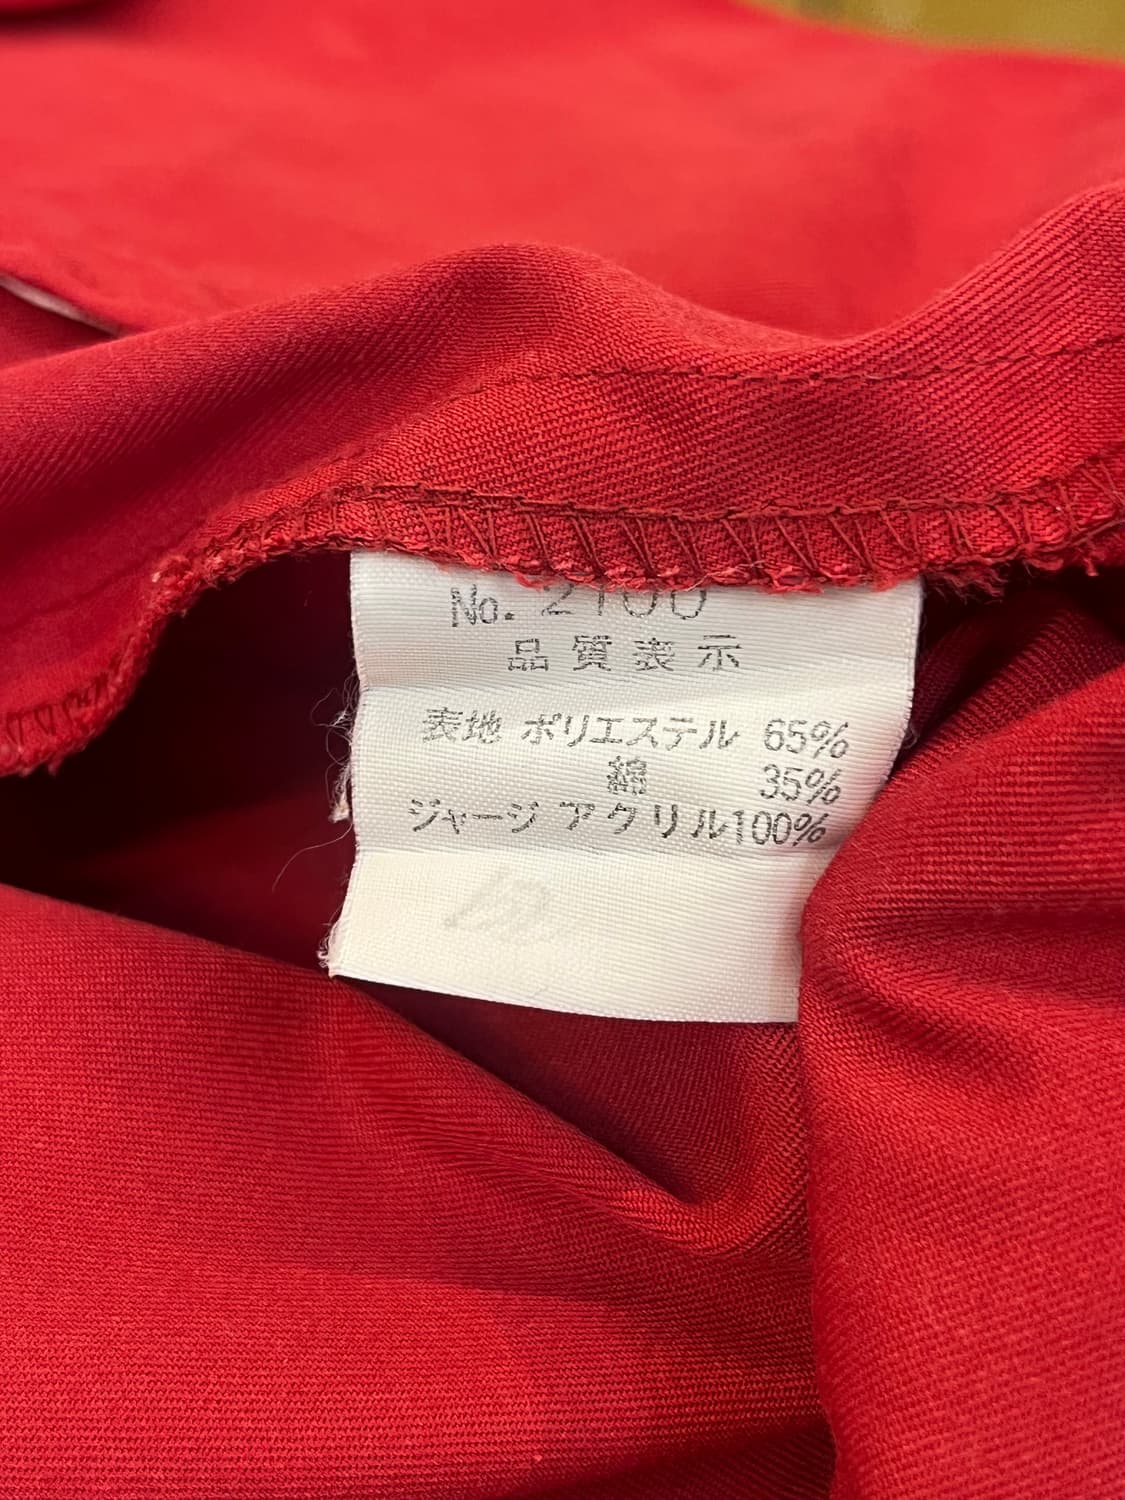 No. 2100
品質表示
表地 ポリエステル 65%
綿 35%
ジャージ アクリル100%